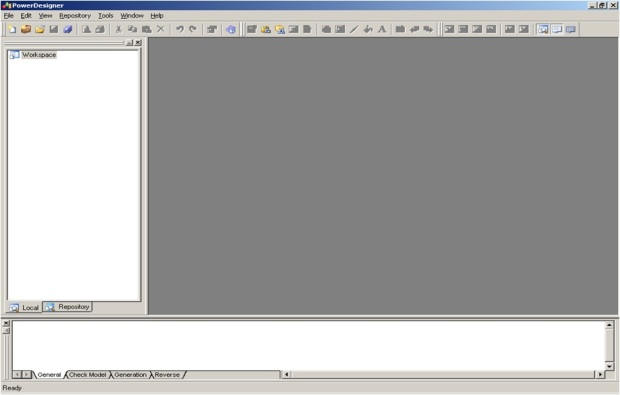 PowerDesigner
File Edit View Repository Tools Window Help
Workspace
Local Repository
General Check Model Generation Reverse
Ready